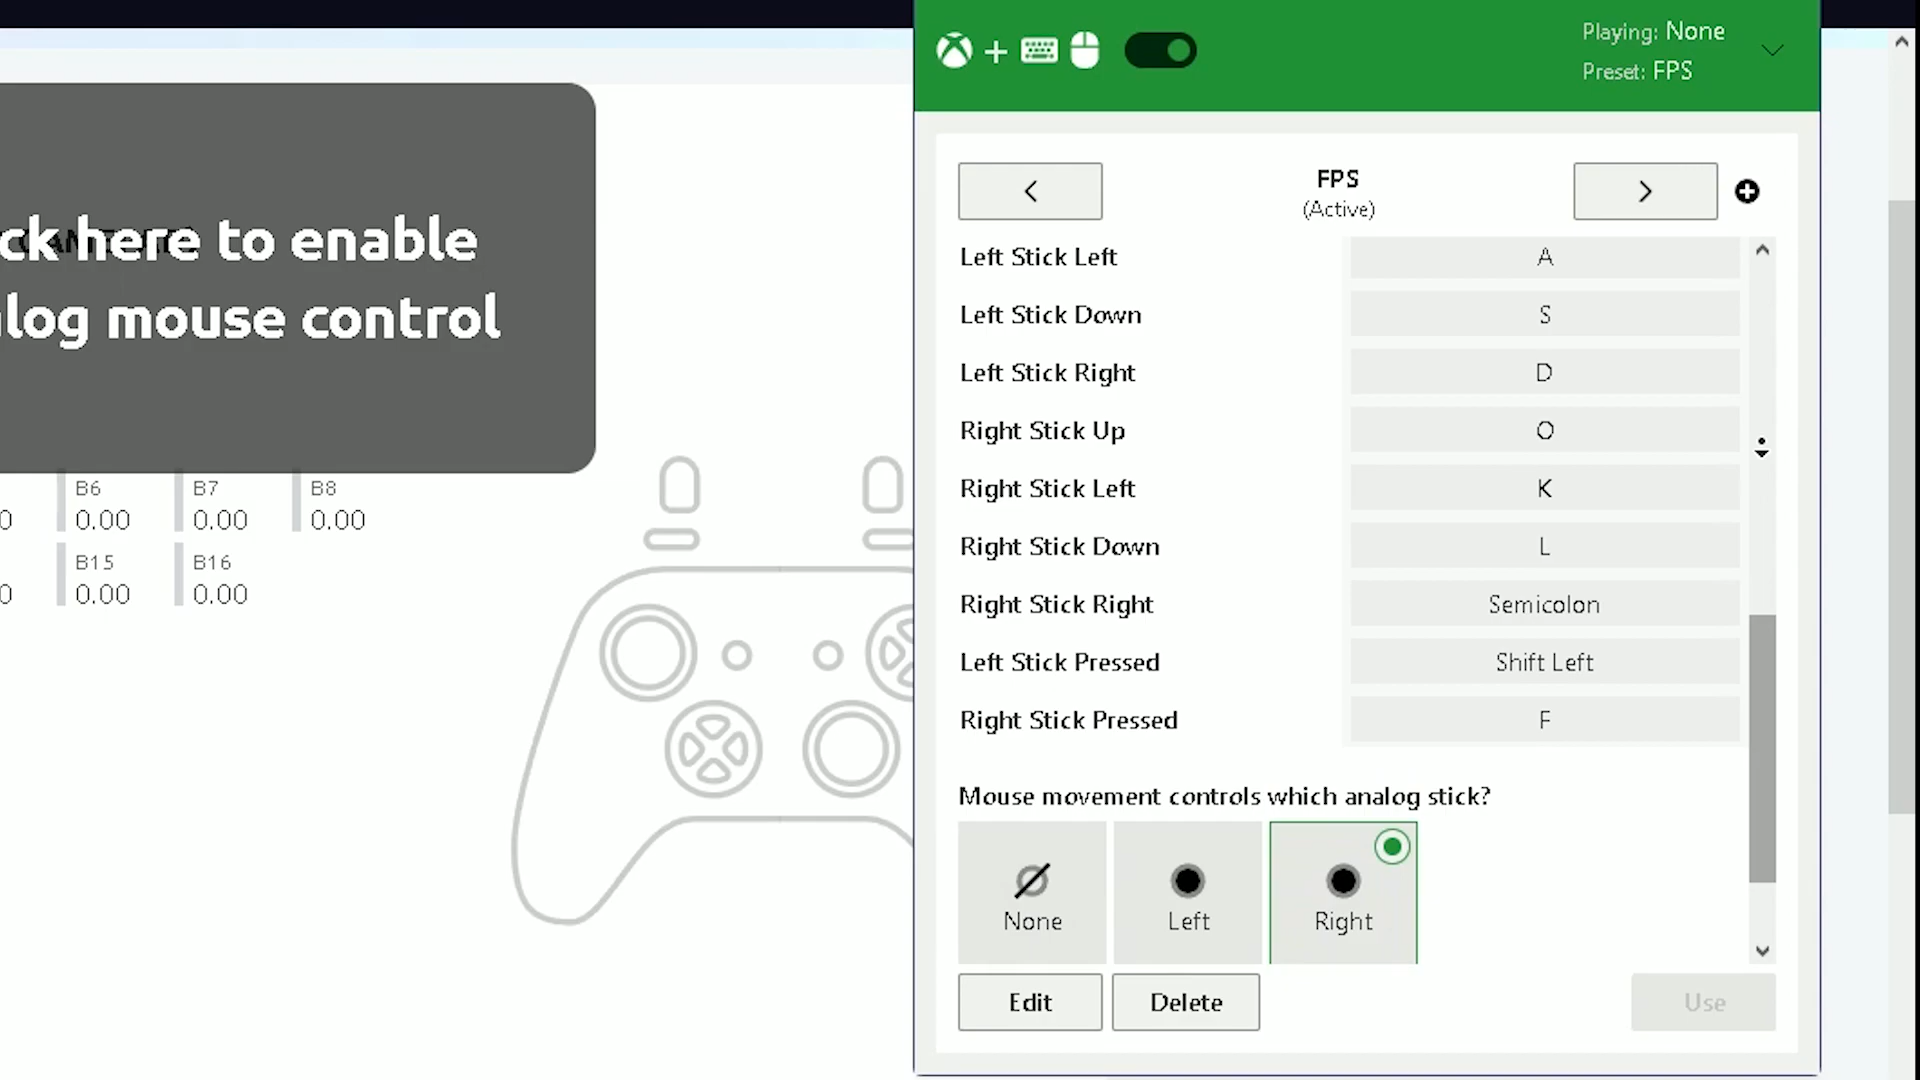 Playing: None
Preset: FPS
FPS
(Active)
ck here to enable
alog mouse control
Left Stick Left A
Left Stick Down S
Left Stick Right D
Right Stick Up O
Right Stick Left K
Right Stick Down L
Right Stick Right Semicolon
Left Stick Pressed Shift Left
Right Stick Pressed F
B6 B7 B8
0 0.00 0.00 0.00
B15 B16
0 0.00 0.00
Mouse movement controls which analog stick?
None Left Right
Edit Delete Use